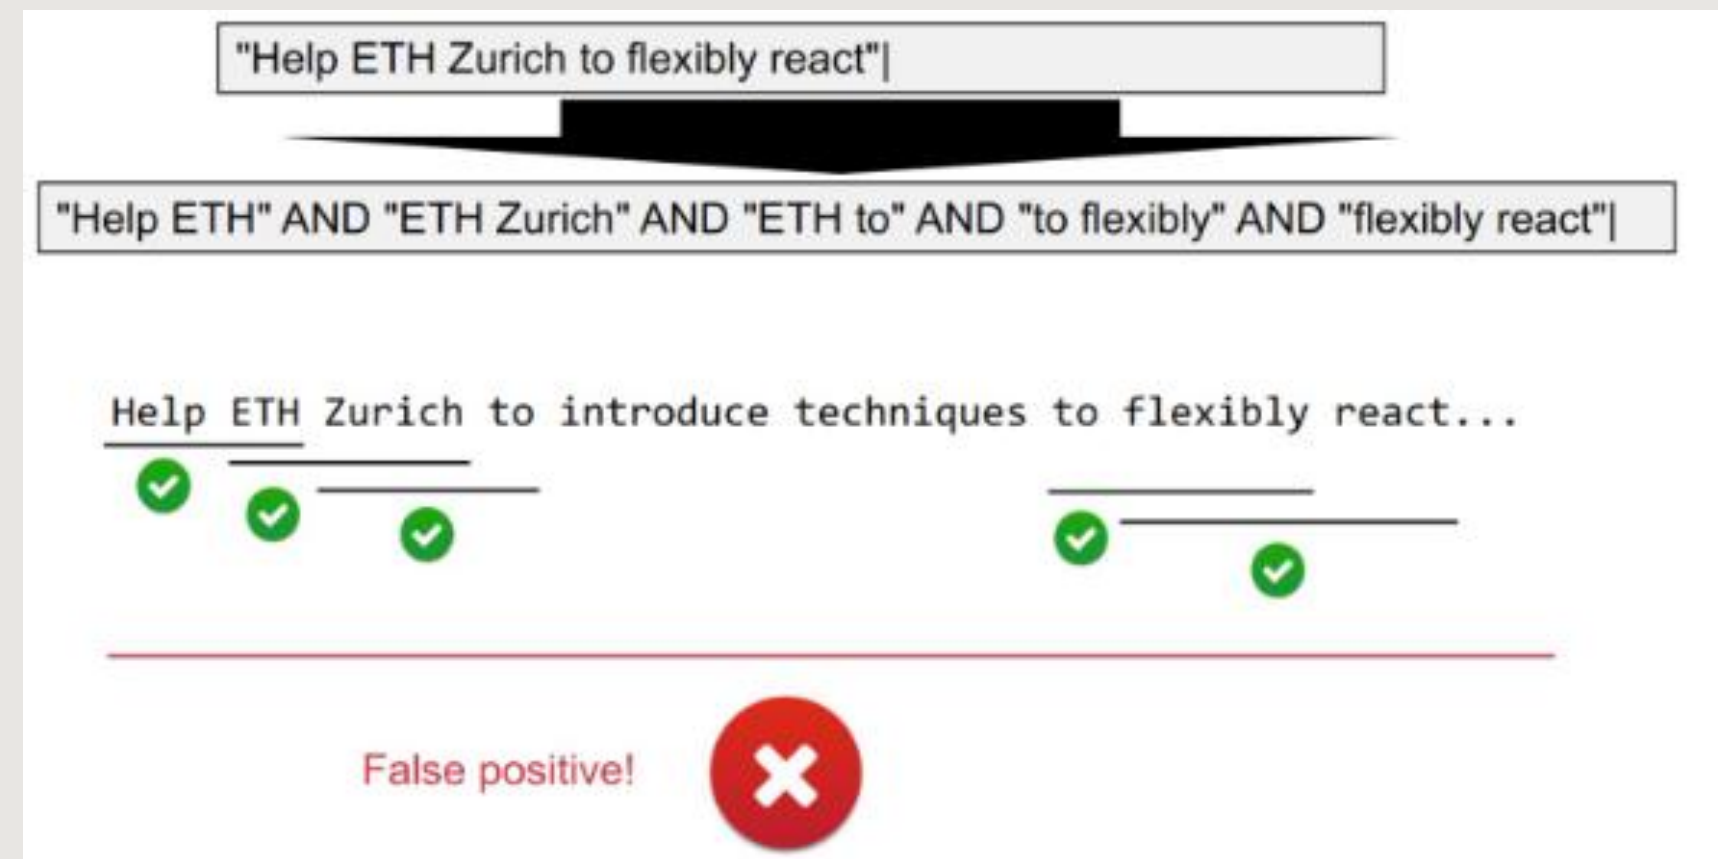 "Help ETH Zurich to flexibly react"|
"Help ETH" AND "ETH Zurich" AND "ETH to" AND "to flexibly" AND "flexibly react"|
Help ETH Zurich to introduce techniques to flexibly react...
False positive!